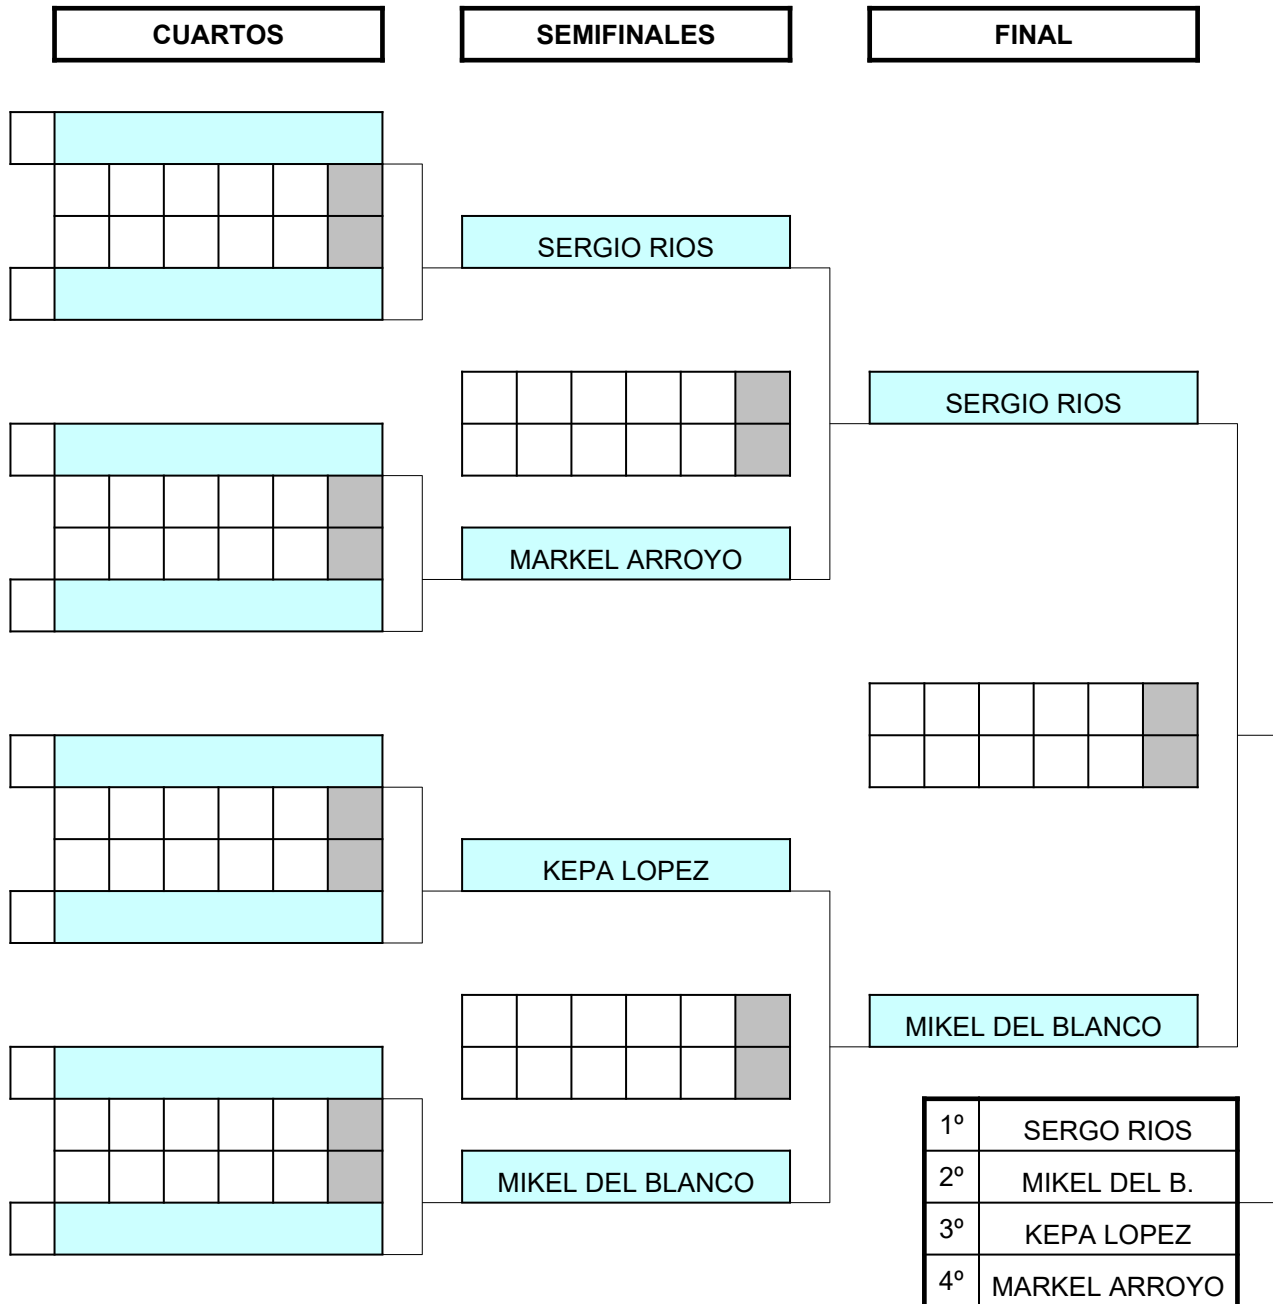 CUARTOS SEMIFINALES FINAL
SERGIO RIOS
SERGIO RIOS
MARKEL ARROYO
KEPA LOPEZ
MIKEL DEL BLANCO
1º SERGO RIOS
MIKEL DEL BLANCO
2º MIKEL DEL B.
3º KEPA LOPEZ
4º MARKEL ARROYO